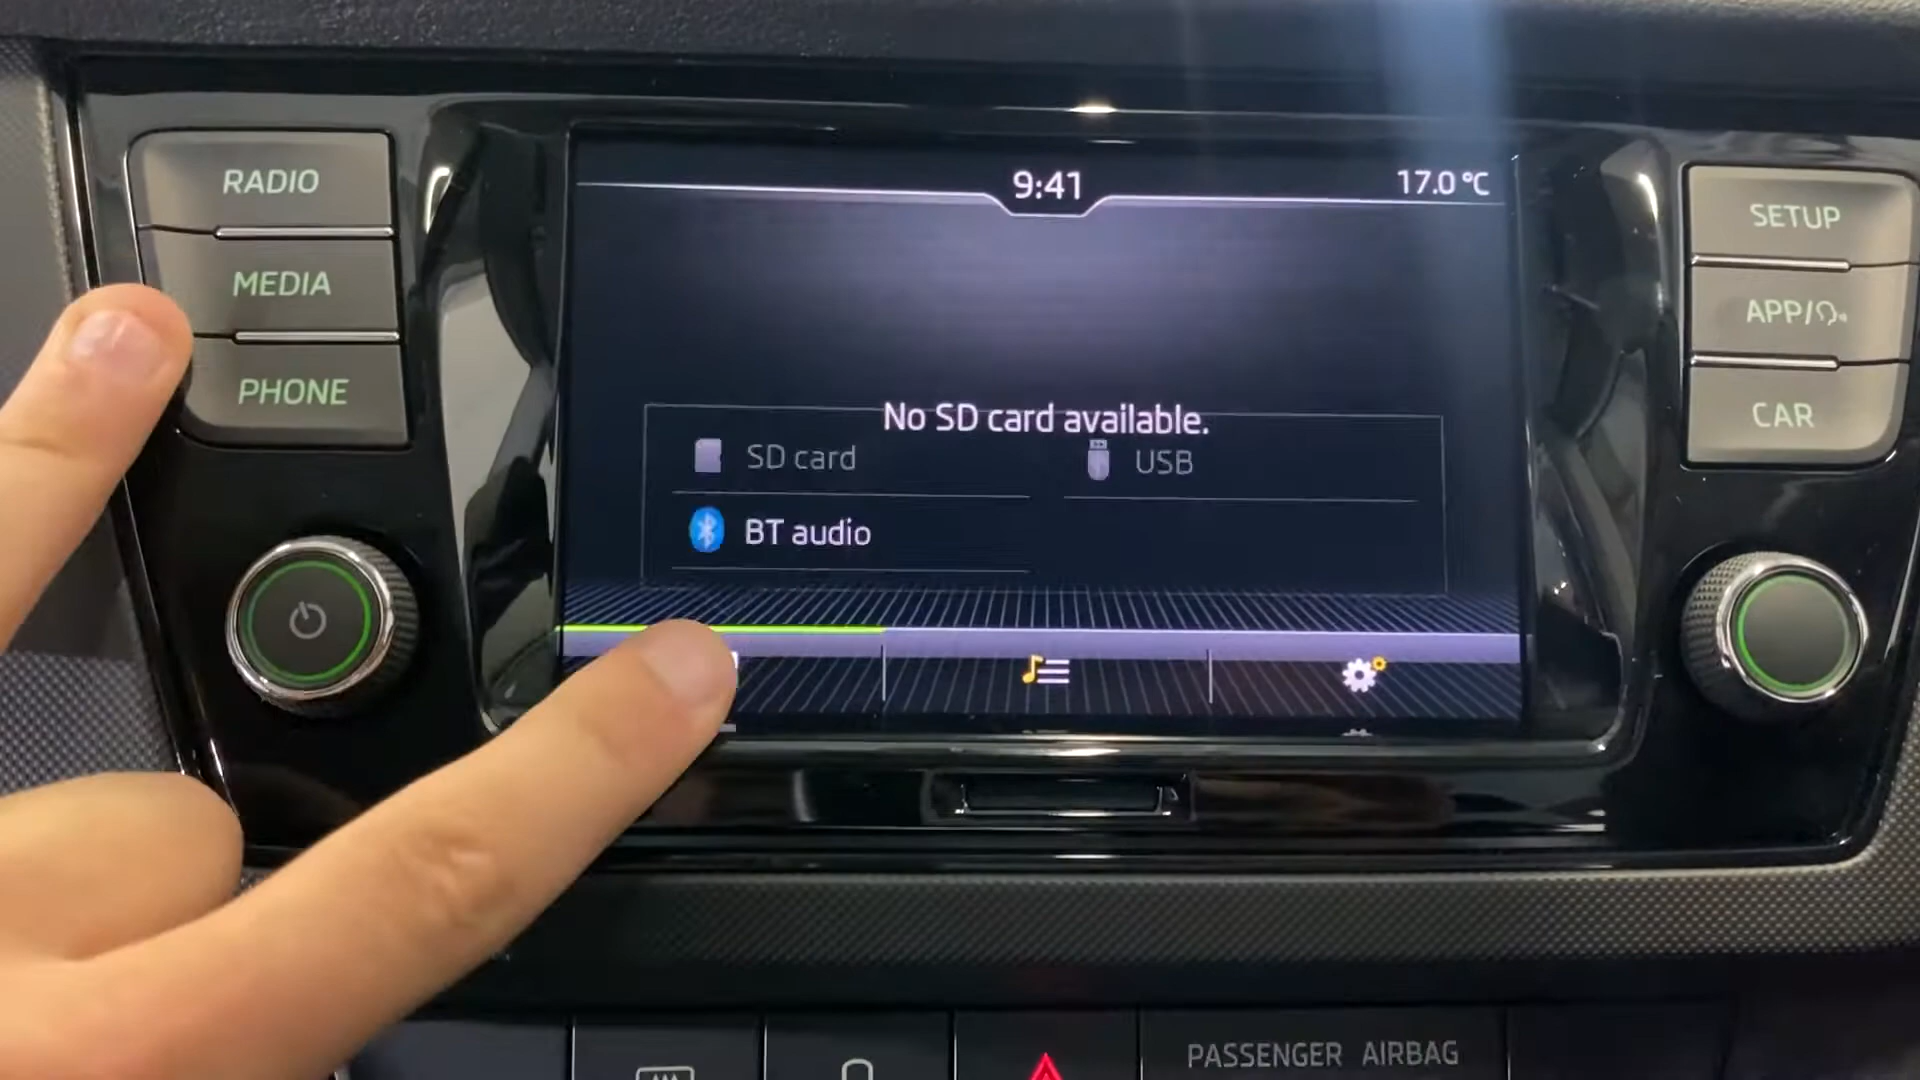 RADIO
MEDIA
PHONE
9:41
17.0 °C
No SD card available.
SD card
USB
BT audio
SETUP
APP/
CAR
PASSENGER AIRBAG